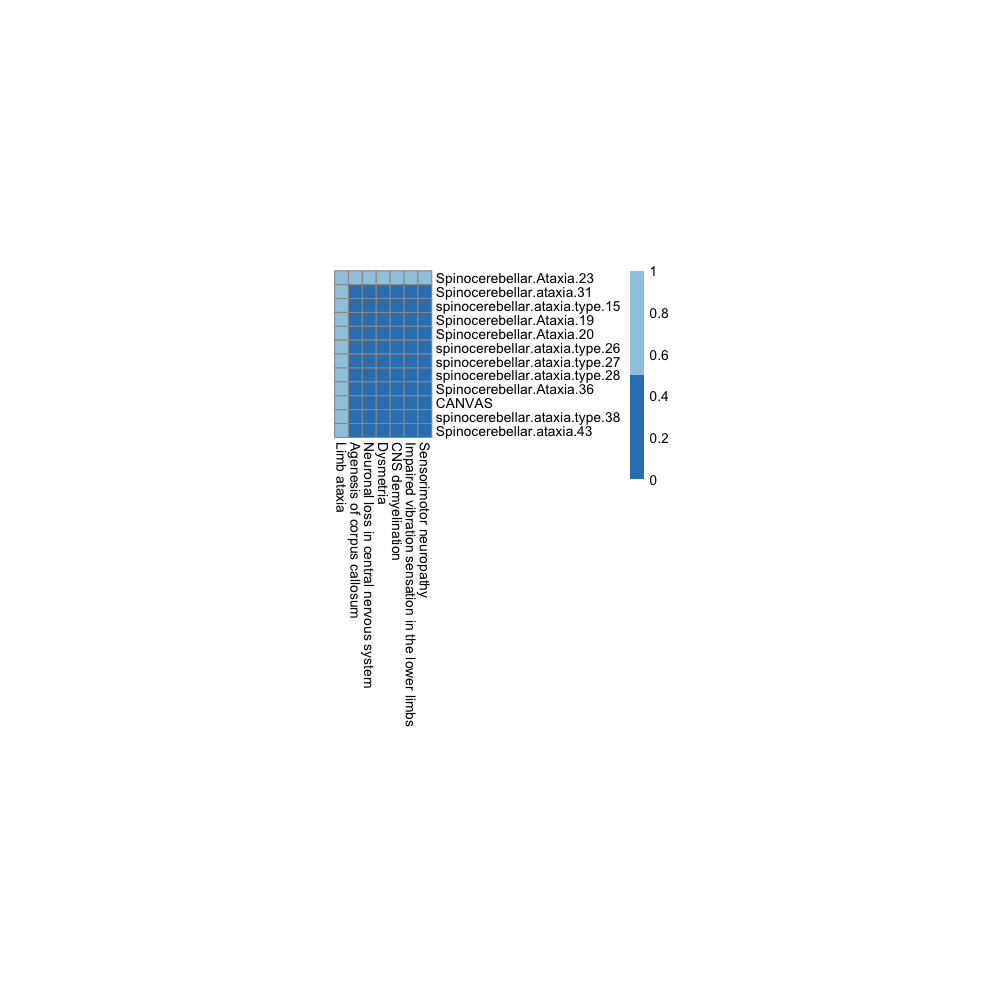 Spinocerebellar.Ataxia.23
Spinocerebellar.ataxia.31
spinocerebellar.ataxia.type.15
Spinocerebellar.Ataxia.19
Spinocerebellar.Ataxia.20
spinocerebellar.ataxia.type.26
spinocerebellar.ataxia.type.27
spinocerebellar.ataxia.type.28
Spinocerebellar.Ataxia.36
CANVAS
spinocerebellar.ataxia.type.38
Spinocerebellar.ataxia.43
1
0.8
0.6
0.4
0.2
0
Limb ataxia
Agenesis of corpus callosum
Neuronal loss in central nervous system
Dysmetria
CNS demyelination
Impaired vibration sensation in the lower limbs
Sensorimotor neuropathy